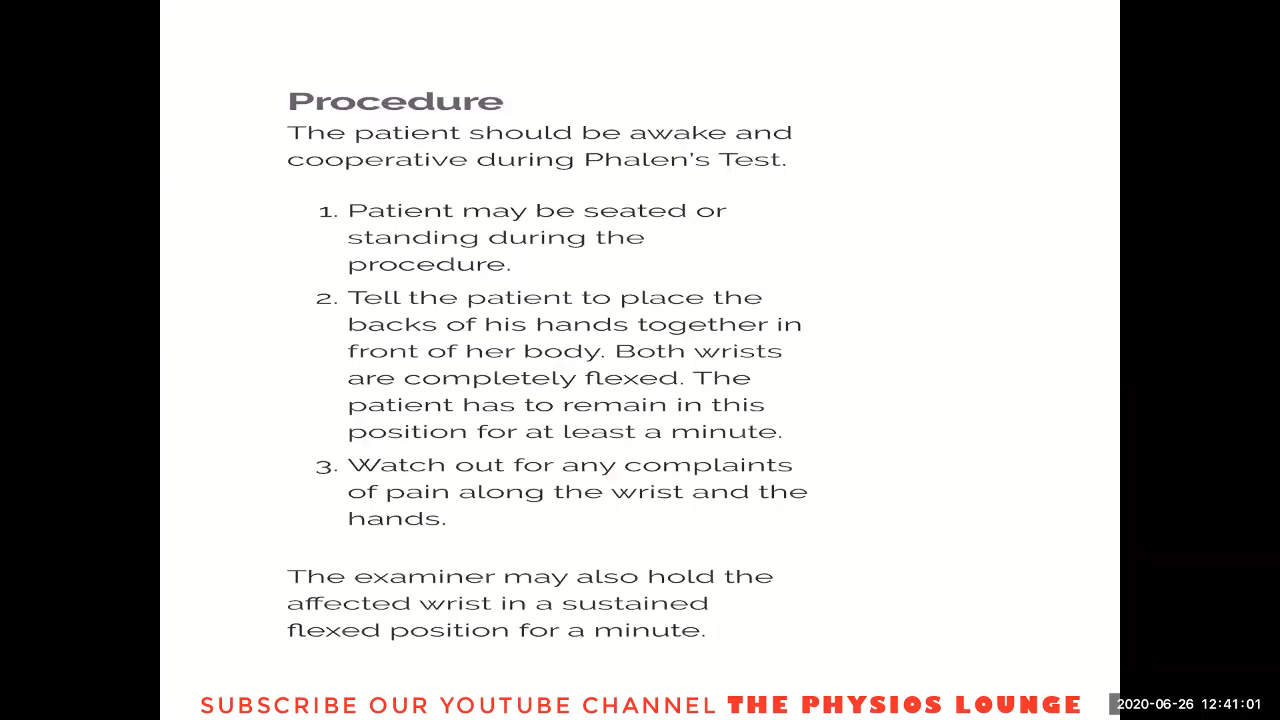 Procedure
The patient should be awake and
cooperative during Phalen's Test.
1. Patient may be seated or
standing during the
procedure.
2. Tell the patient to place the
backs of his hands together in
front of her body. Both wrists
are completely flexed. The
patient has to remain in this
position for at least a minute.
3. Watch out for any complaints
of pain along the wrist and the
hands.
The examiner may also hold the
affected wrist in a sustained
flexed position for a minute.
SUBSCRIBE OUR YOUTUBE CHANNEL THE PHYSIOS LOUNGE
2020-06-26 12:41:01